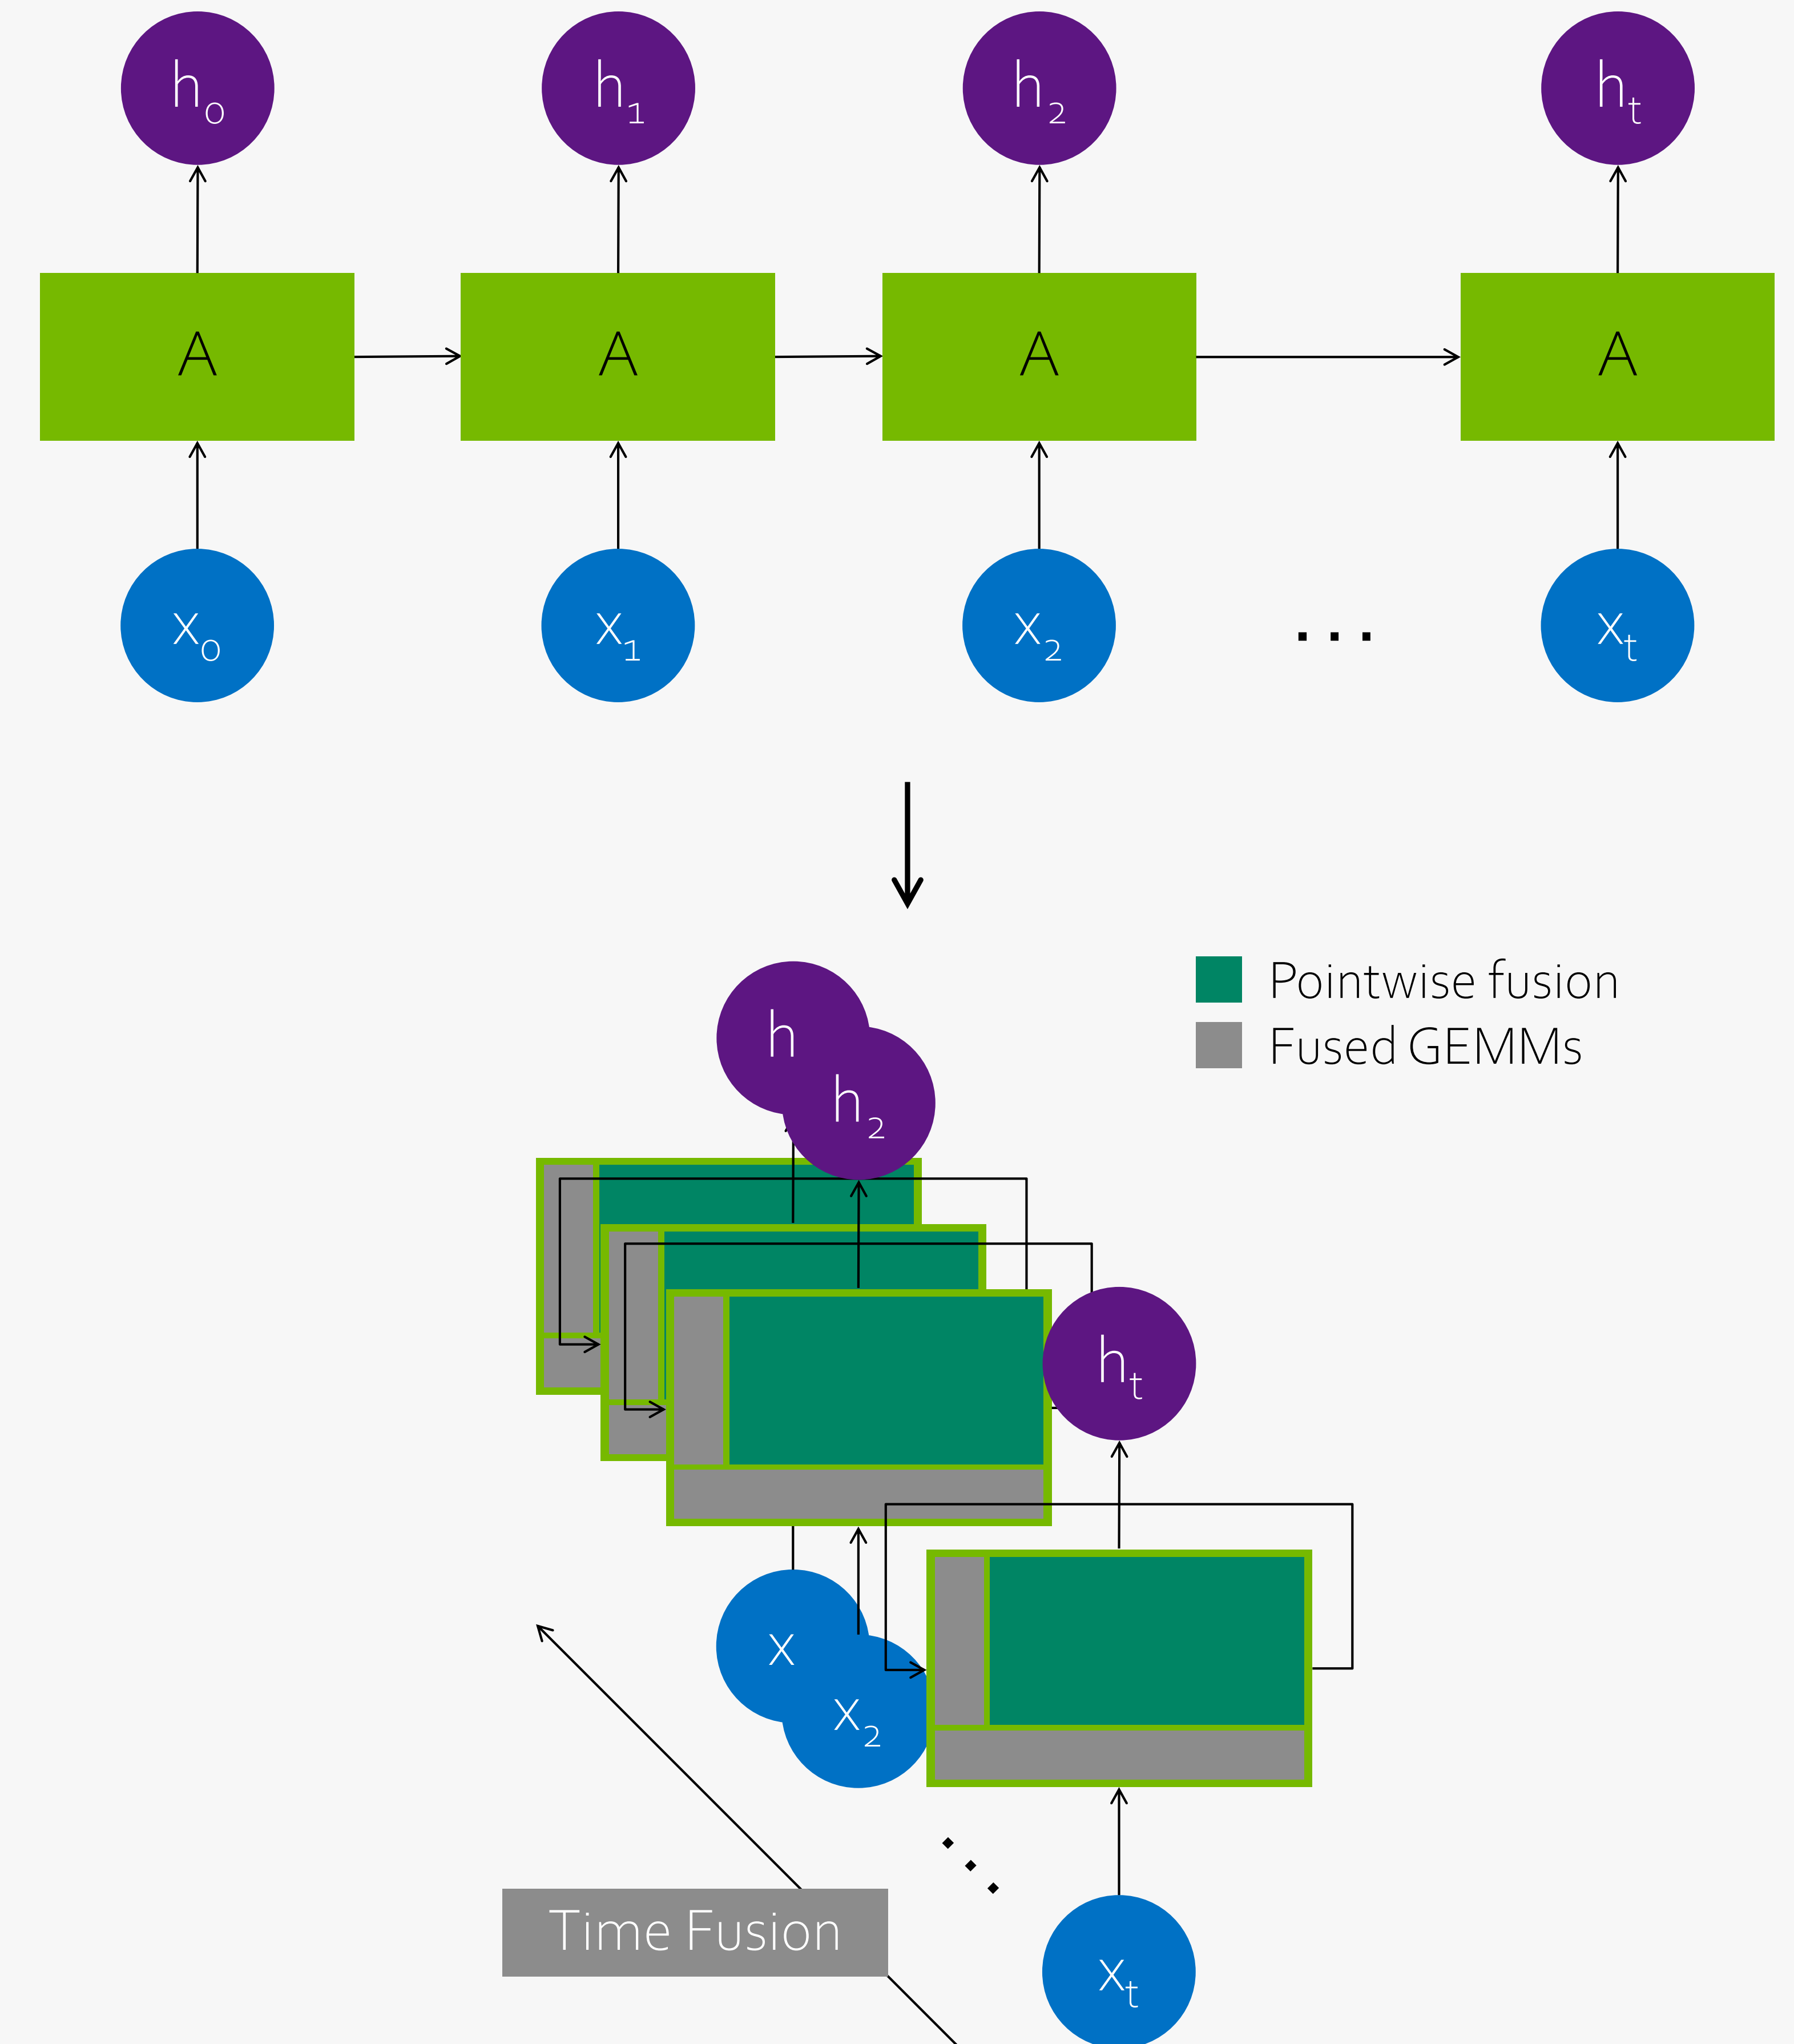 h₀ h₁ h₂ hₜ
A A A A
x₀ x₁ x₂ ... xₜ
Pointwise fusion
Fused GEMMs
h
h₂
hₜ
x
x₂
Time Fusion
xₜ